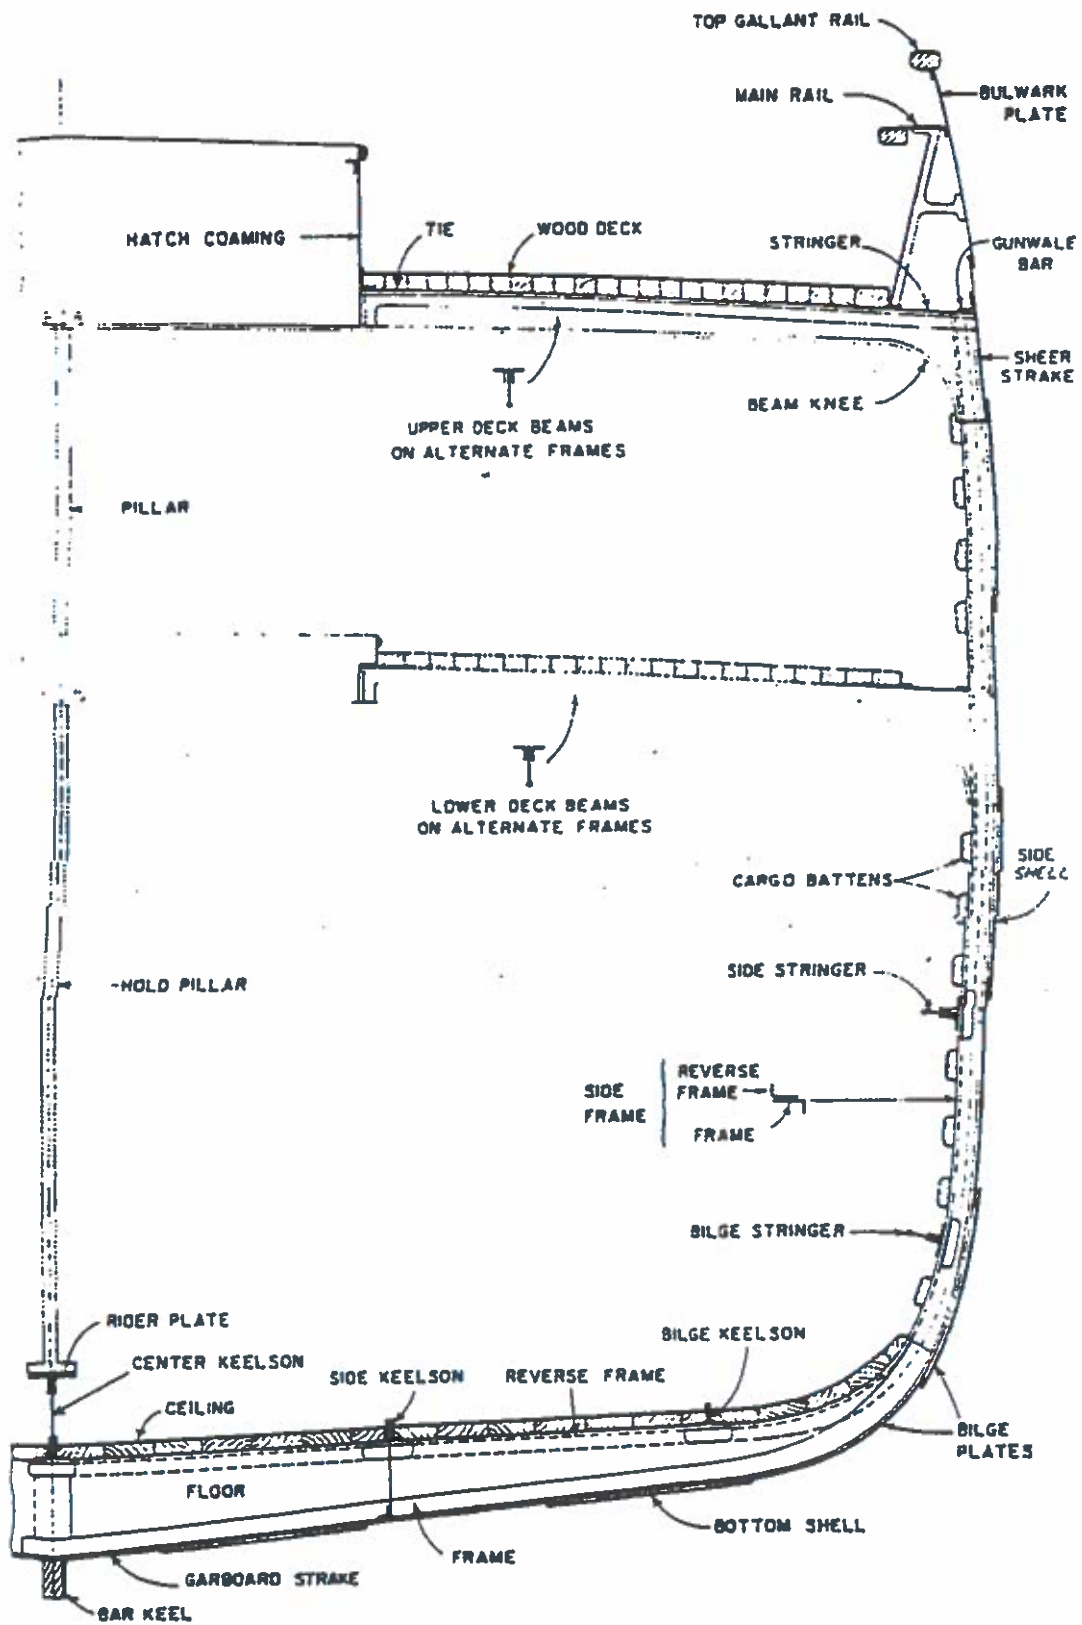 TOP GALLANT RAIL
MAIN RAIL
BULWARK
PLATE
HATCH COAMING
TIE
WOOD DECK
STRINGER
GUNWALE
BAR
SHEER
STRAKE
BEAM KNEE
UPPER DECK BEAMS
ON ALTERNATE FRAMES
PILLAR
LOWER DECK BEAMS
ON ALTERNATE FRAMES
CARGO BATTENS
SIDE
SHELL
SIDE STRINGER
HOLD PILLAR
SIDE
FRAME
REVERSE
FRAME
FRAME
BILGE STRINGER
RIDER PLATE
CENTER KEELSON
CEILING
SIDE KEELSON
REVERSE FRAME
BILGE KEELSON
BILGE
PLATES
FLOOR
BOTTOM SHELL
FRAME
GARBOARD STRAKE
BAR KEEL